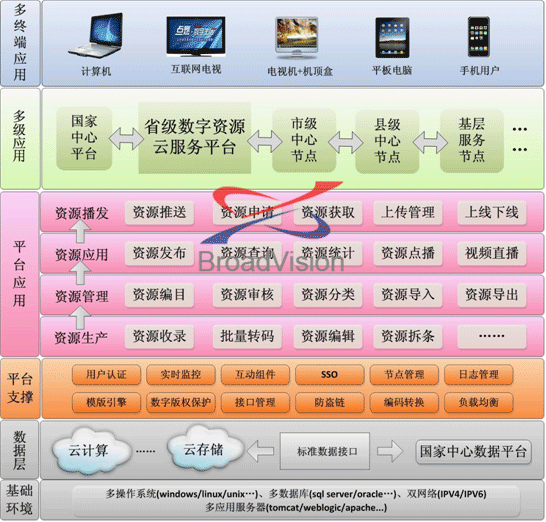 多终端应用
计算机
互联网电视
电视机+机顶盒
平板电脑
手机用户
多级应用
国家
中心
平台
省级数字资源
云服务平台
市级
中心
节点
县级
中心
节点
基层
服务
节点
...
...
平台应用
资源播发
资源推送
资源申请
资源获取
上传管理
上线下线
资源应用
资源发布
资源查询
资源统计
资源点播
视频直播
BroadVision
资源管理
资源编目
资源审核
资源分类
资源导入
资源导出
资源生产
资源收录
批量转码
资源编辑
资源拆条
......
平台
支撑
用户认证
实时监控
互动组件
SSO
节点管理
日志管理
模版引擎
数字版权保护
接口管理
防盗链
编码转换
负载均衡
数据层
云计算
......
云存储
标准数据接口
国家中心数据平台
基础
环境
多操作系统(windows/linux/unix…)、多数据库(sql server/oracle…)、双网络(IPV4/IPV6)
多应用服务器(tomcat/weblogic/apache...)